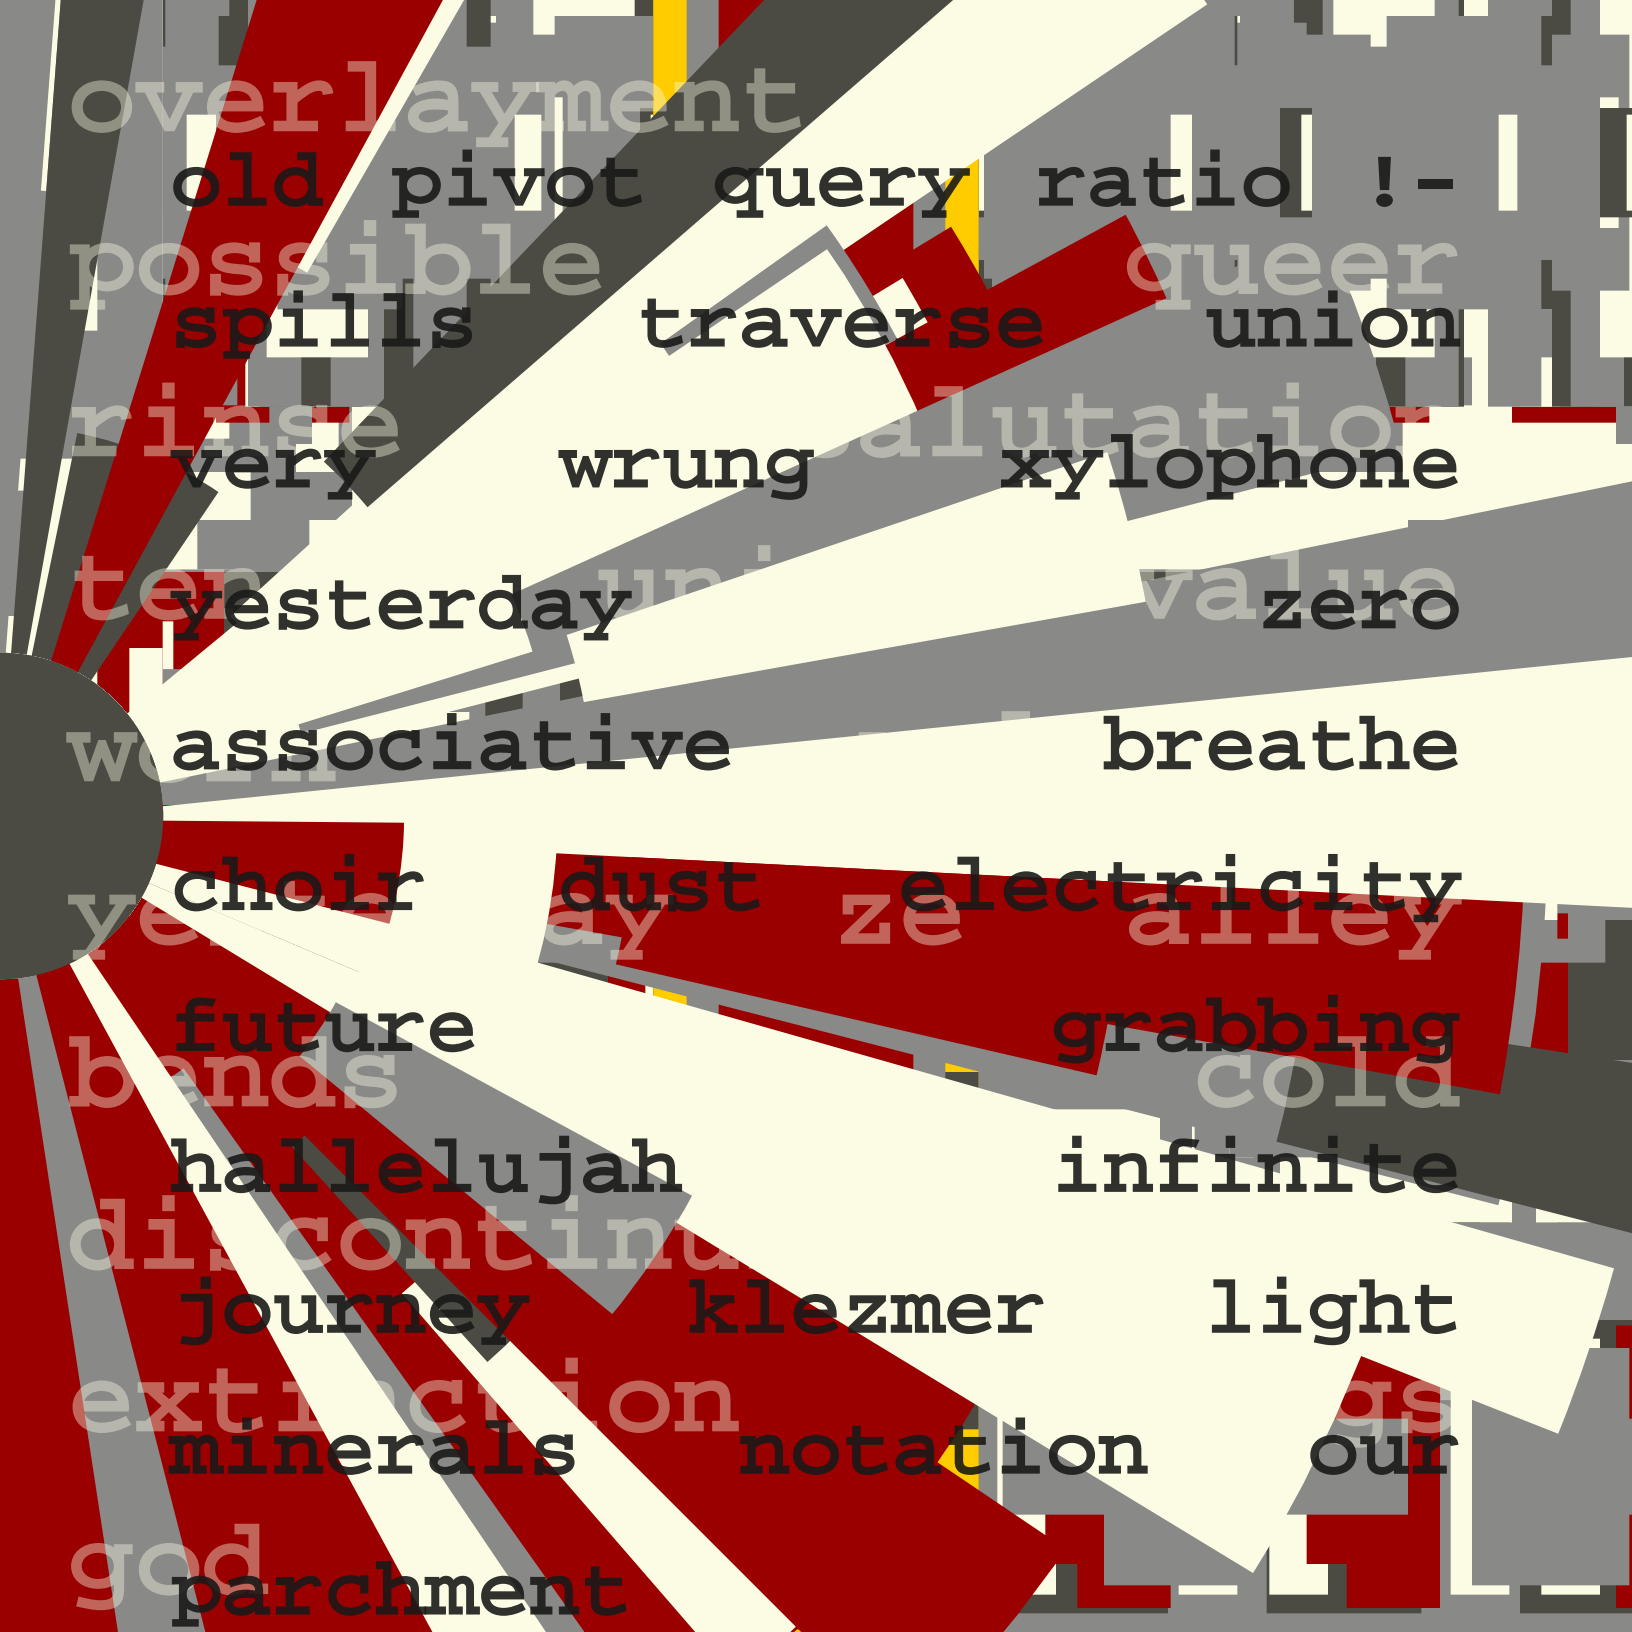 overlayment
old pivot query ratio !-
possible queer
spills traverse union
rinse
very wrung xylophone
value
yesterday zero
associative breathe
choir dust electricity
alley
future grabbing
bends cold
hallelujah infinite
journey klezmer light
extinction
minerals notation our
god
parchment